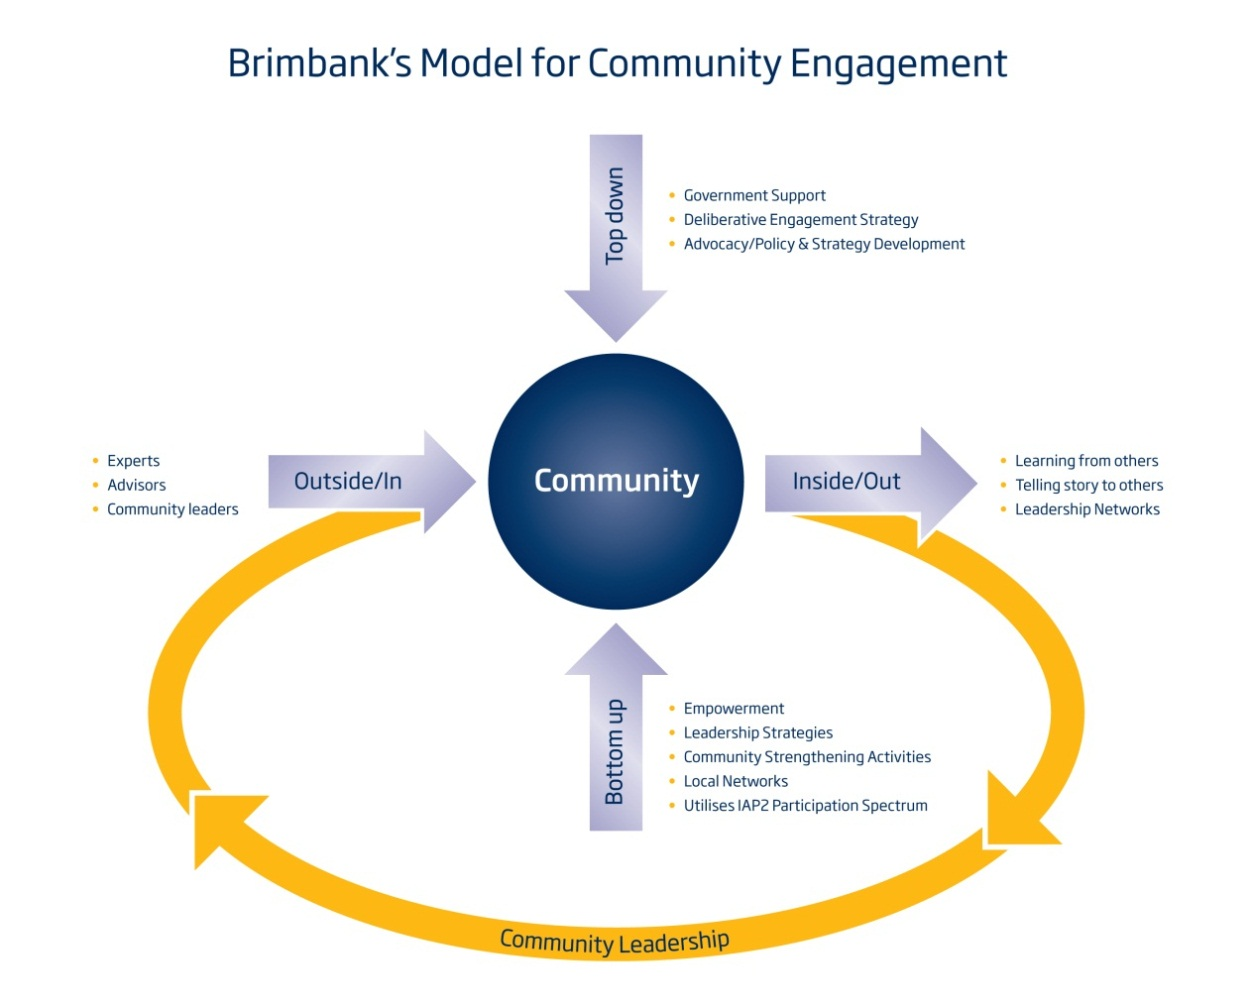 Brimbank's Model for Community Engagement
Top down
• Government Support
• Deliberative Engagement Strategy
• Advocacy/Policy & Strategy Development
• Experts
• Advisors
• Community leaders
Outside/In
Community
Inside/Out
• Learning from others
• Telling story to others
• Leadership Networks
Bottom up
• Empowerment
• Leadership Strategies
• Community Strengthening Activities
• Local Networks
• Utilises IAP2 Participation Spectrum
Community Leadership